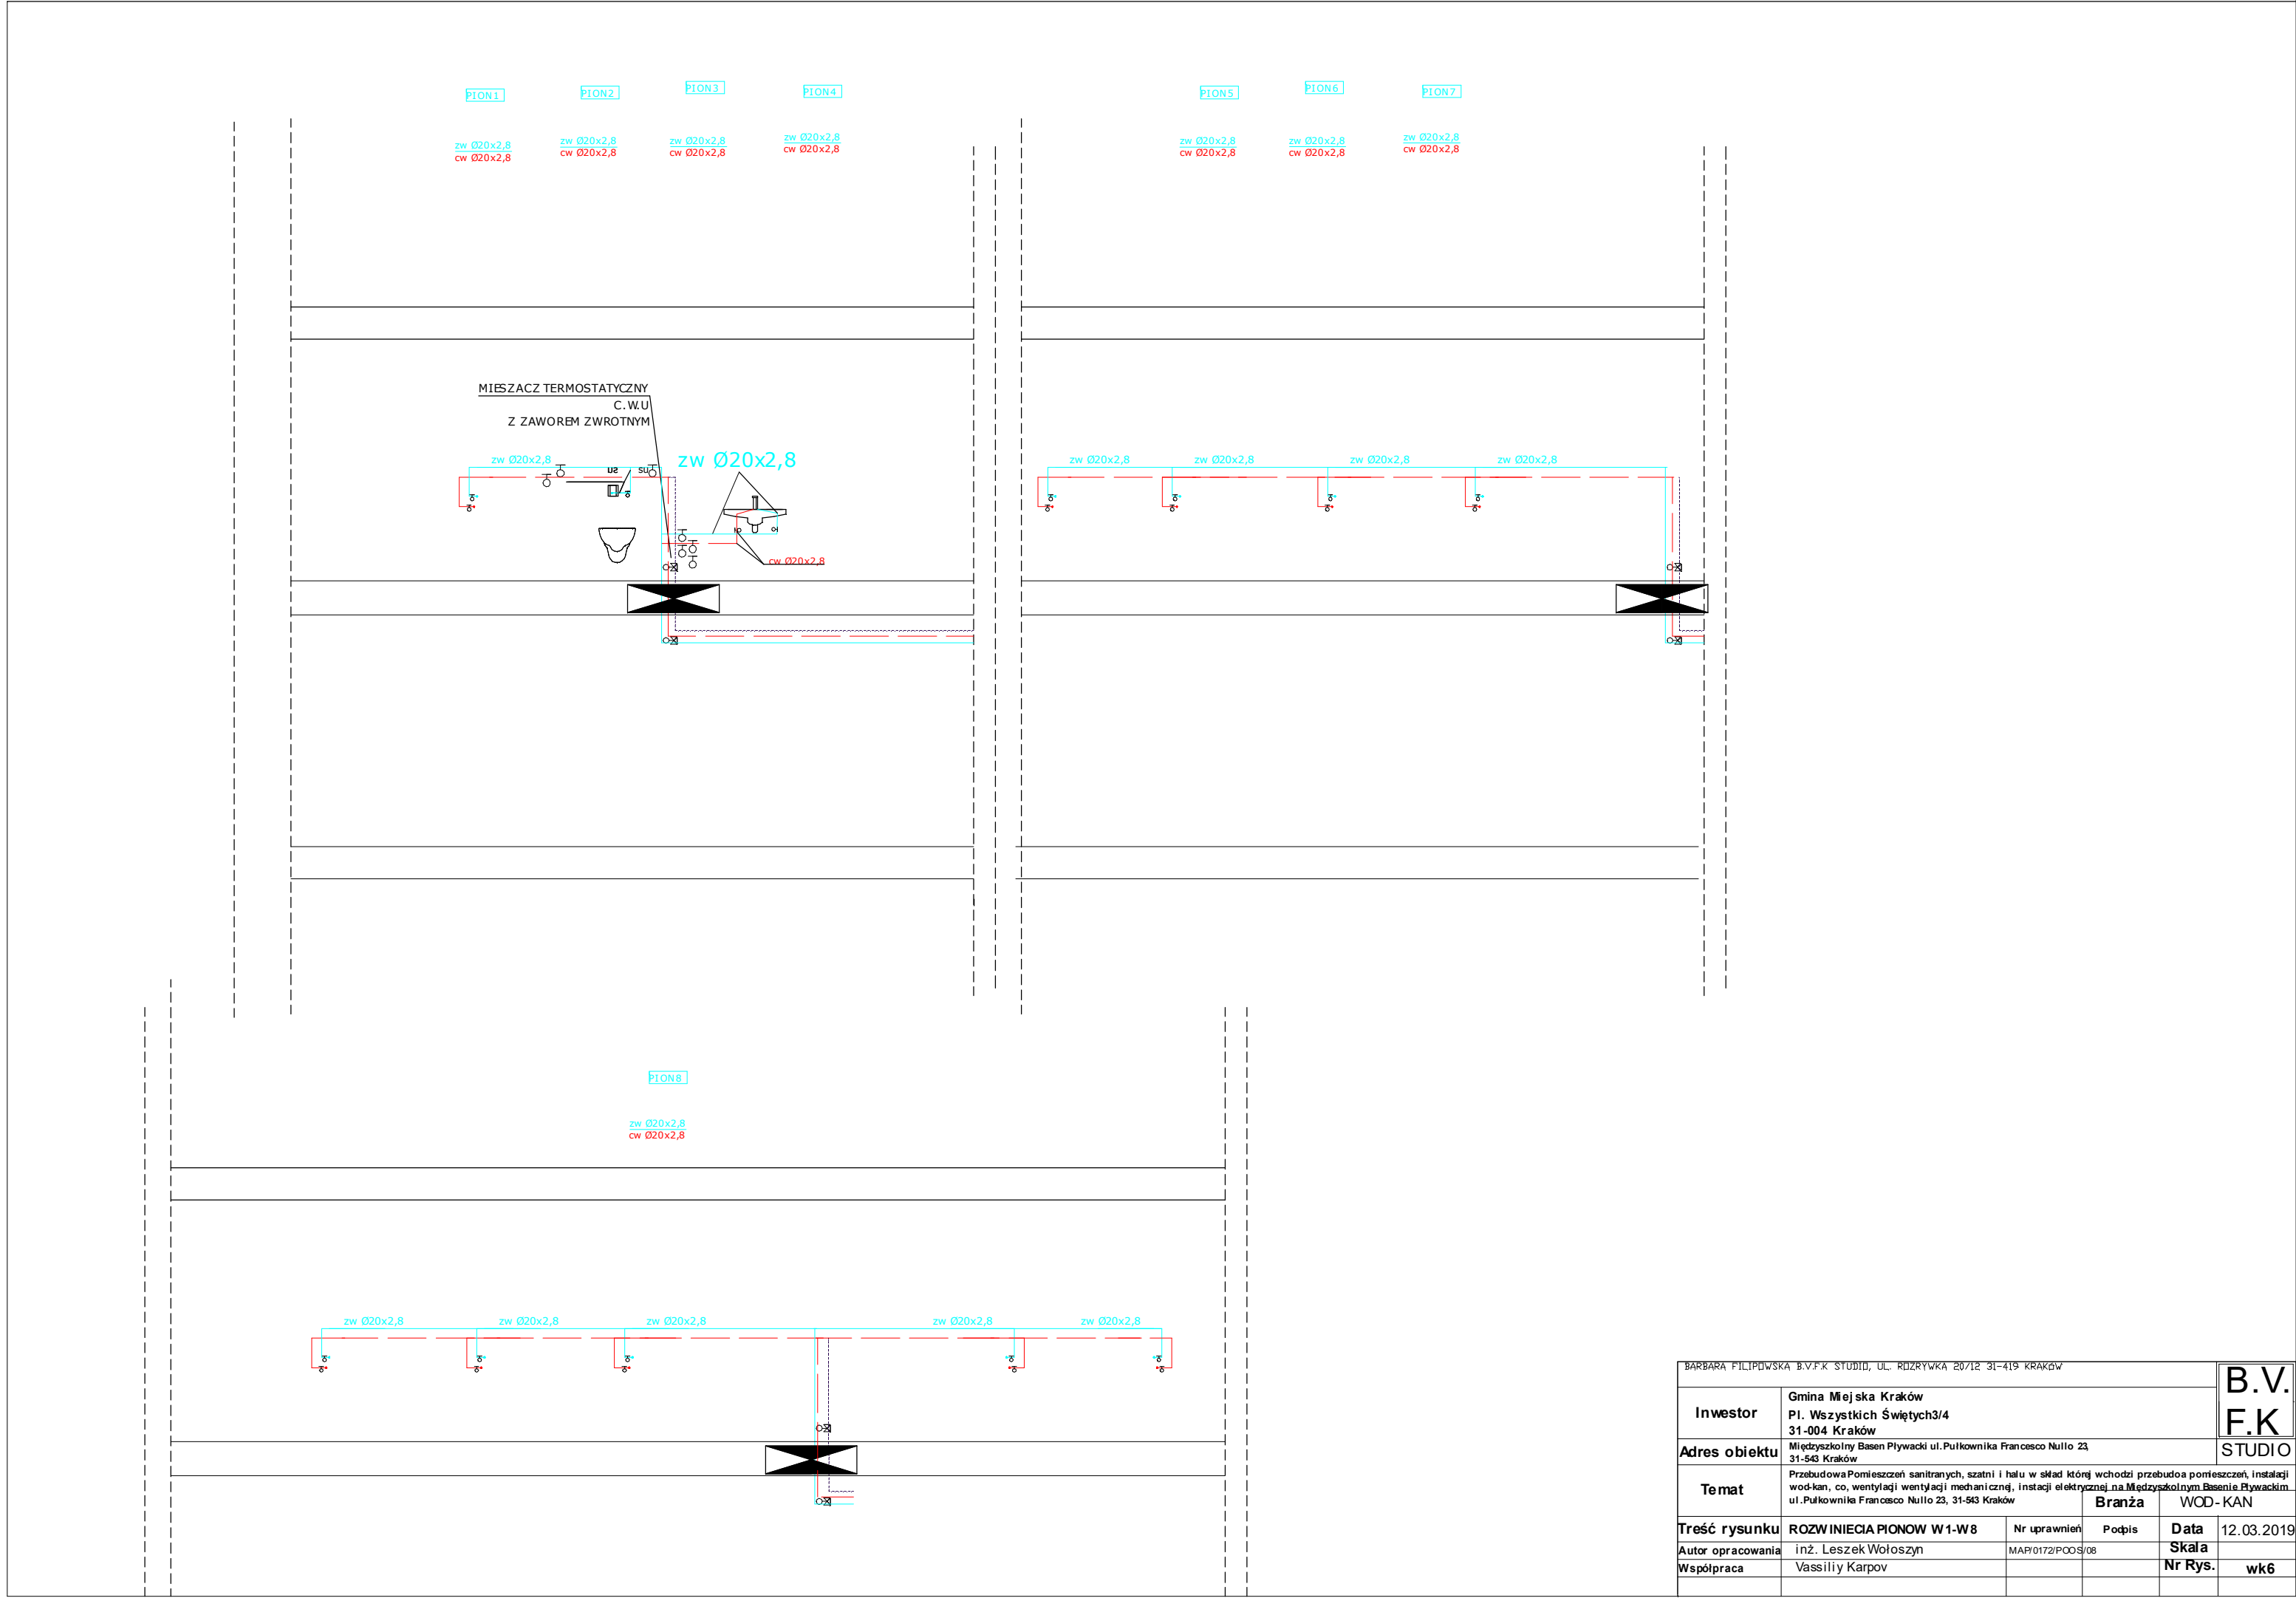 PION1
PION2
PION3
PION4
PION5
PION6
PION7
zw Ø20x2,8
cw Ø20x2,8
zw Ø20x2,8
cw Ø20x2,8
zw Ø20x2,8
cw Ø20x2,8
zw Ø20x2,8
cw Ø20x2,8
zw Ø20x2,8
cw Ø20x2,8
zw Ø20x2,8
cw Ø20x2,8
zw Ø20x2,8
cw Ø20x2,8
MIESZACZ TERMOSTATYCZNY
C.W.U
Z ZAWOREM ZWROTNYM
zw Ø20x2,8
su
su
zw Ø20x2,8
cw Ø20x2,8
zw Ø20x2,8
zw Ø20x2,8
zw Ø20x2,8
zw Ø20x2,8
PION8
zw Ø20x2,8
cw Ø20x2,8
zw Ø20x2,8
zw Ø20x2,8
zw Ø20x2,8
zw Ø20x2,8
zw Ø20x2,8
BARBARA FILIPOWSKA B.V.F.K STUDIO, UL. ROZRYWKA 20/12 31-419 KRAKÓW
B.V.
F.K
STUDIO
Inwestor
Gmina Miejska Kraków
Pl. Wszystkich Świętych3/4
31-004 Kraków
Adres obiektu
Międzyszkolny Basen Pływacki ul.Pułkownika Francesco Nullo 23,
31-543 Kraków
Temat
Przebudowa Pomieszczeń sanitranych, szatni i halu w skład której wchodzi przebudoa pomieszczeń, instalacji
wod-kan, co, wentylacji wentylacji mechanicznej, instacji elektrycznej na Międzyszkolnym Basenie Pływackim
ul.Pułkownika Francesco Nullo 23, 31-543 Kraków
Branża
WOD-KAN
Treść rysunku
ROZWINIECIA PIONOW W1-W8
Nr uprawnień
Podpis
Data
12.03.2019
Autor opracowania
inż. Leszek Wołoszyn
MAP/0172/POOS/08
Skala
Współpraca
Vassiliy Karpov
Nr Rys.
wk6